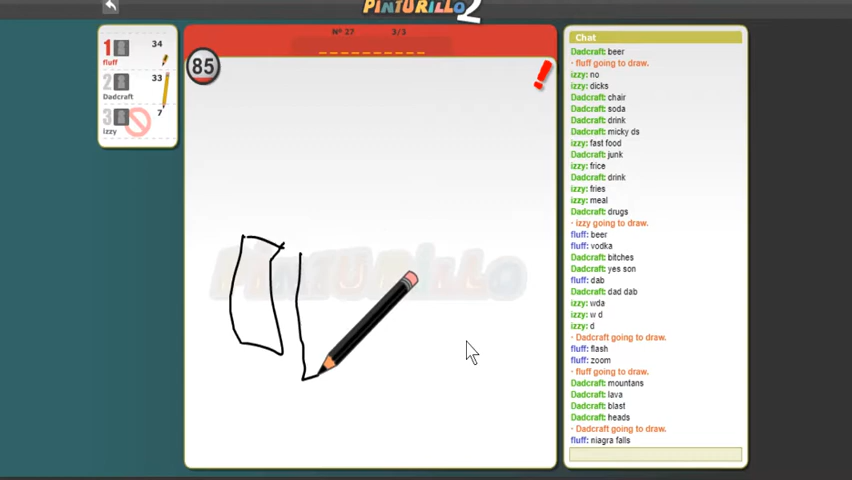 PINTURILLO 2
Nº 27 3/3
85
1 34
fluff
2 33
Dadcraft
3 7
izzy
PINTURILLO
Chat
Dadcraft: beer
· fluff going to draw.
izzy: no
izzy: dicks
Dadcraft: chair
Dadcraft: soda
Dadcraft: drink
Dadcraft: micky ds
izzy: fast food
Dadcraft: junk
izzy: frice
Dadcraft: drink
izzy: fries
izzy: meal
Dadcraft: drugs
· izzy going to draw.
fluff: beer
fluff: vodka
Dadcraft: bitches
Dadcraft: yes son
fluff: dab
Dadcraft: dad dab
izzy: wda
izzy: w d
izzy: d
· Dadcraft going to draw.
fluff: flash
fluff: zoom
· fluff going to draw.
Dadcraft: mountans
Dadcraft: lava
Dadcraft: blast
Dadcraft: heads
· Dadcraft going to draw.
fluff: niagra falls